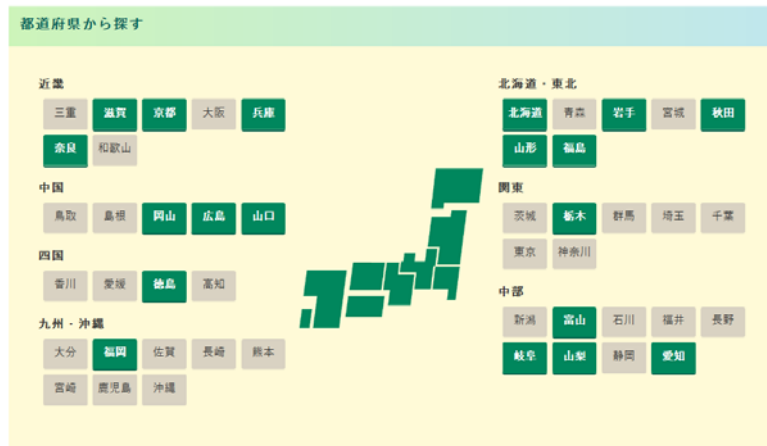 都道府県から探す
近畿
三重 滋賀 京都 大阪 兵庫
奈良 和歌山
中国
鳥取 島根 岡山 広島 山口
四国
香川 愛媛 徳島 高知
九州・沖縄
大分 福岡 佐賀 長崎 熊本
宮崎 鹿児島 沖縄
北海道・東北
北海道 青森 岩手 宮城 秋田
山形 福島
関東
茨城 栃木 群馬 埼玉 千葉
東京 神奈川
中部
新潟 富山 石川 福井 長野
岐阜 山梨 静岡 愛知